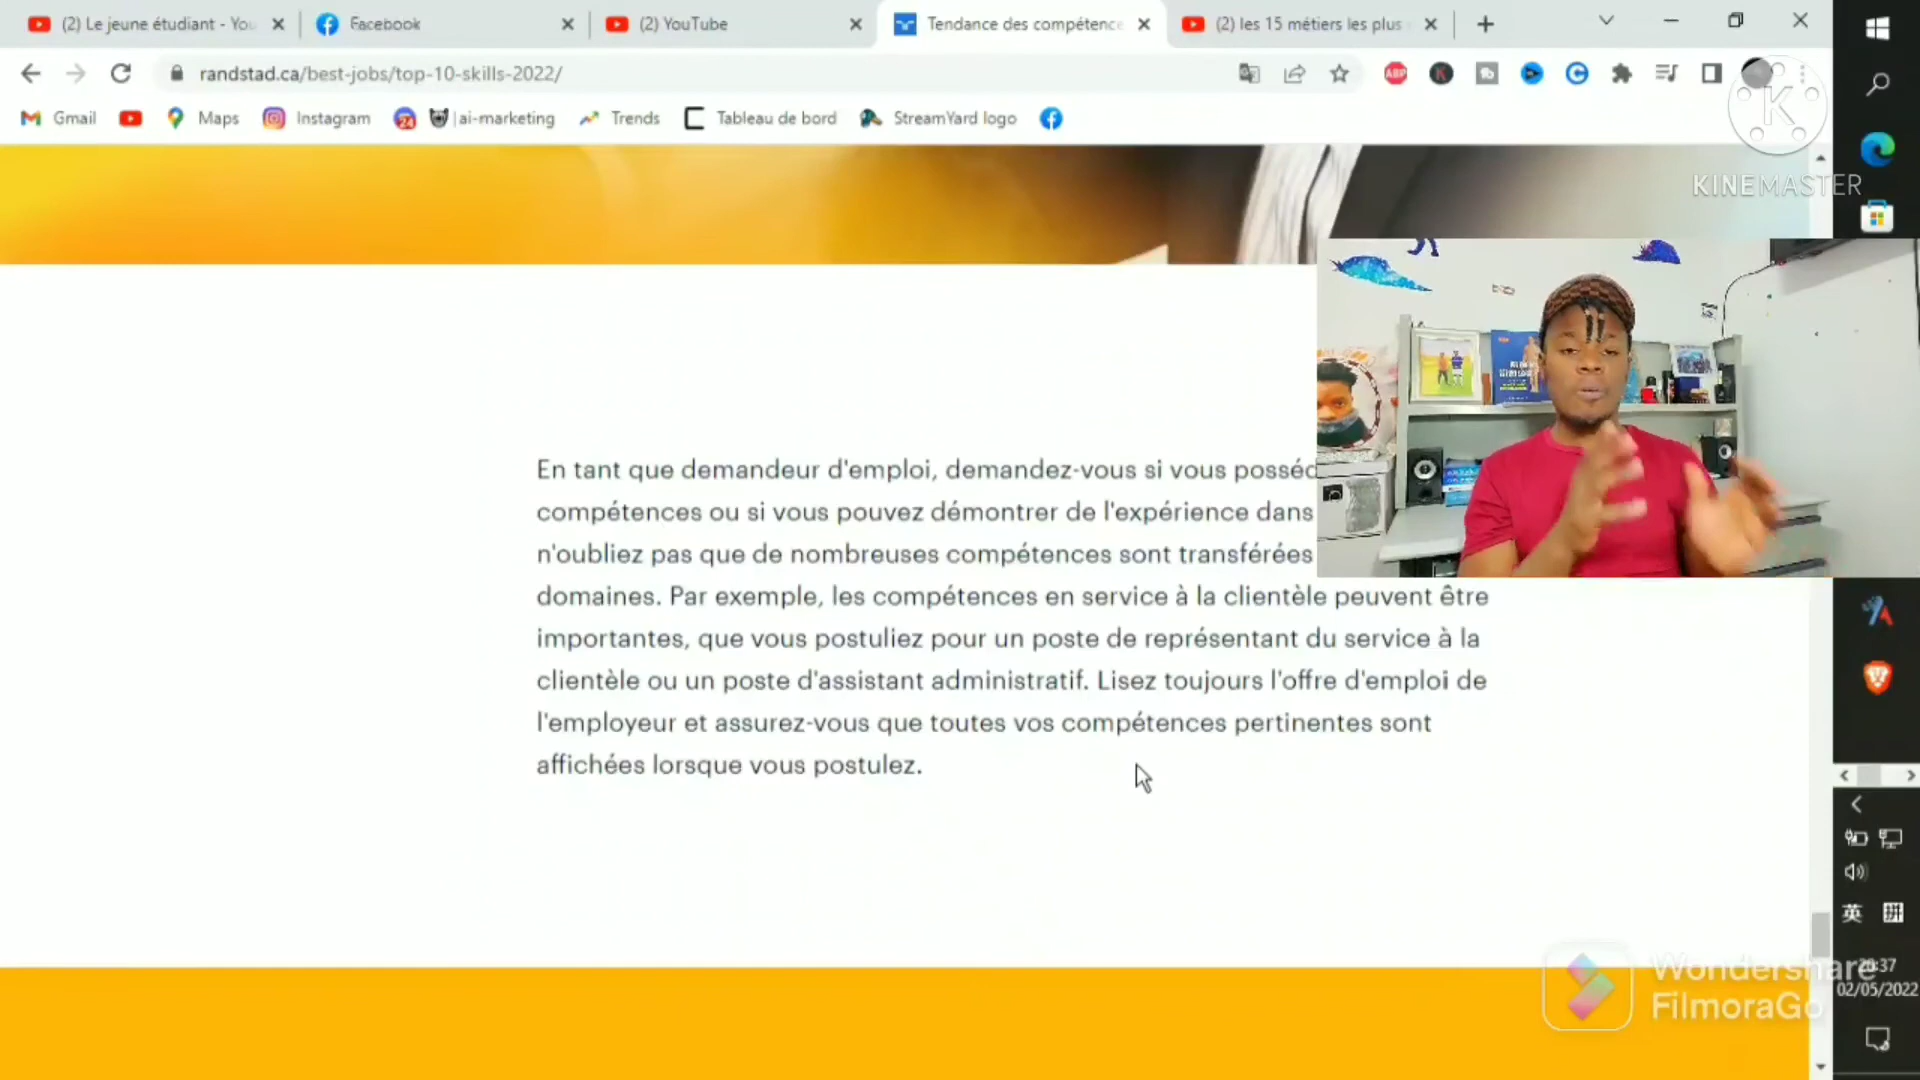 (2) Le jeune étudiant - You
Facebook
(2) YouTube
Tendance des compétence
(2) les 15 métiers les plus
randstad.ca/best-jobs/top-10-skills-2022/
ABP
K
Gmail
Maps
Instagram
24
ai-marketing
Trends
Tableau de bord
StreamYard logo
K
KINEMASTER
En tant que demandeur d'emploi, demandez-vous si vous posséd
compétences ou si vous pouvez démontrer de l'expérience dans
n'oubliez pas que de nombreuses compétences sont transférées
domaines. Par exemple, les compétences en service à la clientèle peuvent être
importantes, que vous postuliez pour un poste de représentant du service à la
clientèle ou un poste d'assistant administratif. Lisez toujours l'offre d'emploi de
l'employeur et assurez-vous que toutes vos compétences pertinentes sont
affichées lorsque vous postulez.
英 拼
Wondershare
FilmoraGo
20:37
02/05/2022